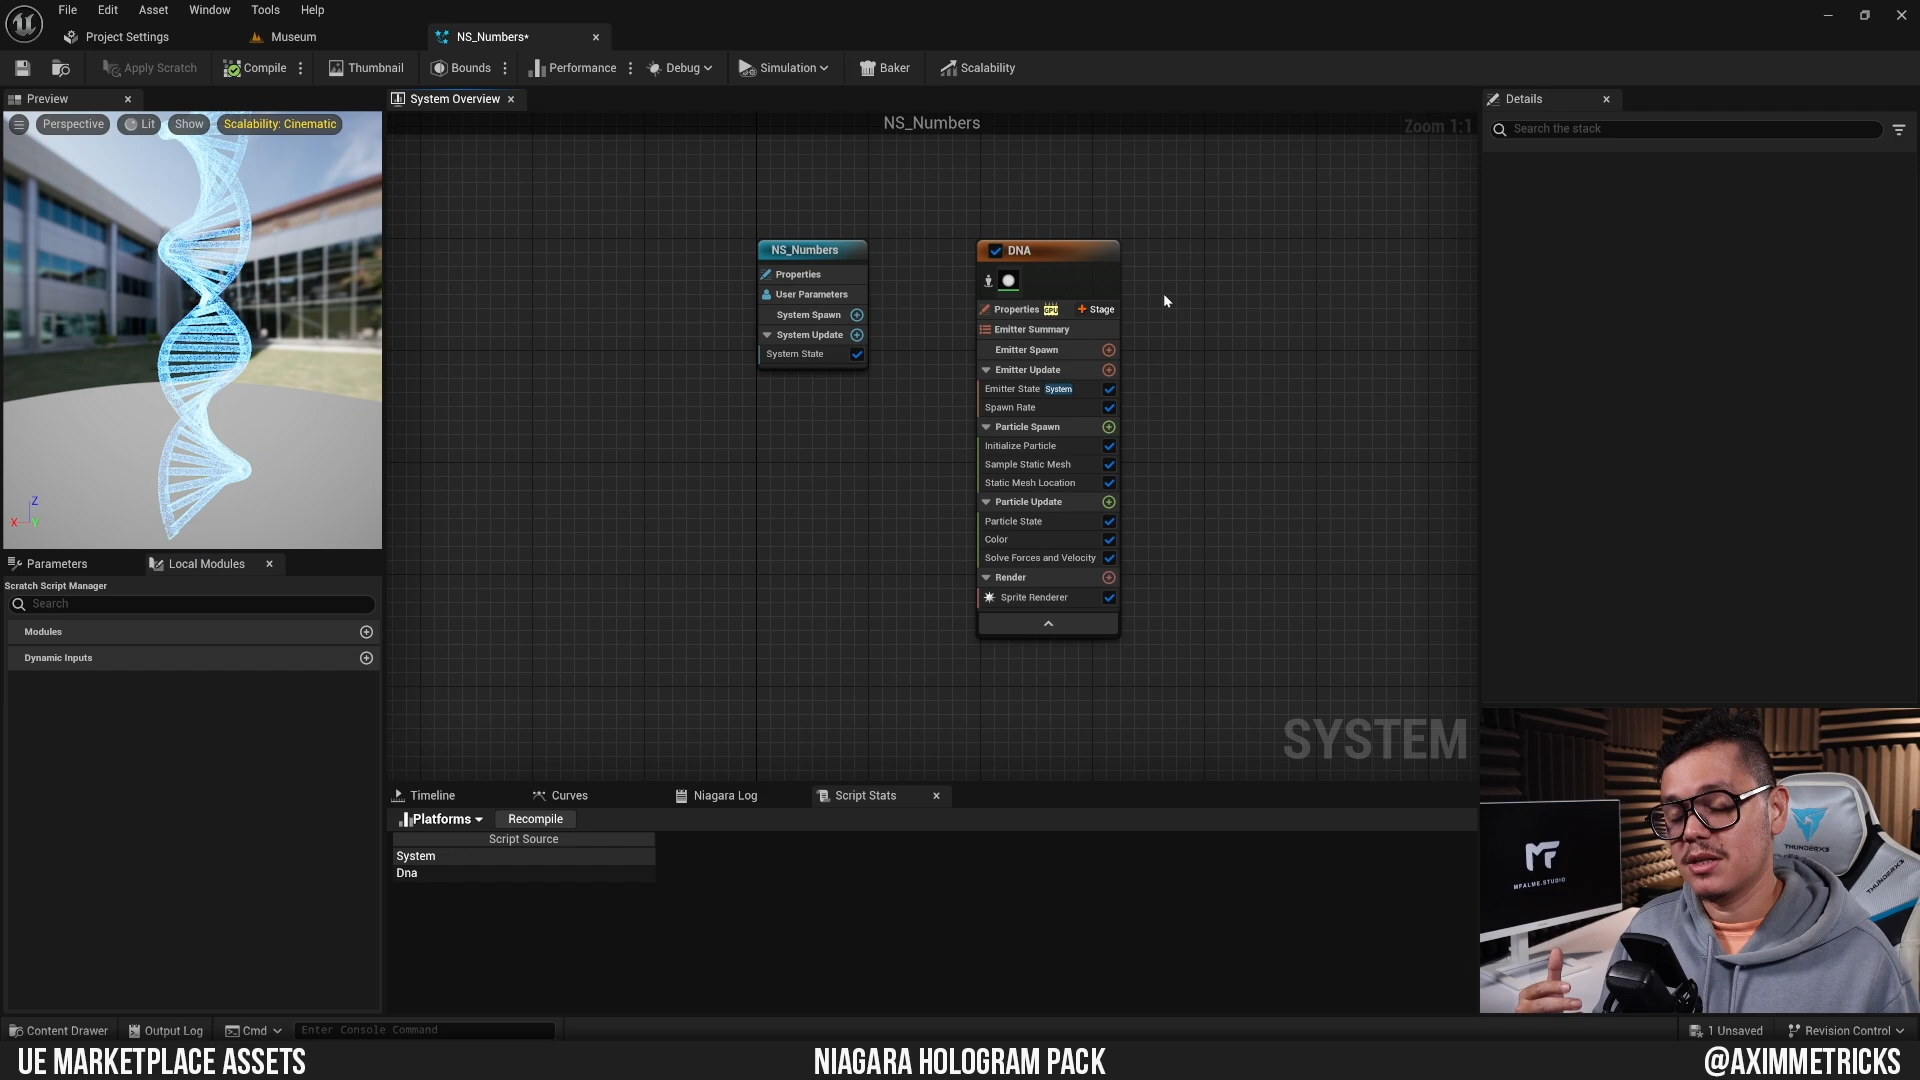 File Edit Asset Window Tools Help
Project Settings Museum NS_Numbers*
Apply Scratch Compile Thumbnail Bounds Performance Debug Simulation Baker Scalability
Preview
Perspective Lit Show Scalability: Cinematic
Z
X Y
Parameters Local Modules
Scratch Script Manager
Search
Modules
Dynamic Inputs
System Overview
NS_Numbers
Zoom 1:1
NS_Numbers
Properties
User Parameters
System Spawn
System Update
System State
DNA
Properties GPU Stage
Emitter Summary
Emitter Spawn
Emitter Update
Emitter State System
Spawn Rate
Particle Spawn
Initialize Particle
Sample Static Mesh
Static Mesh Location
Particle Update
Particle State
Color
Solve Forces and Velocity
Render
Sprite Renderer
SYSTEM
Timeline Curves Niagara Log Script Stats
Platforms Recompile
Script Source
System
Dna
Details
Search the stack
MF
MFALME.STUDIO
THUNDERX3
THUNDERX3
Content Drawer Output Log Cmd Enter Console Command 1 Unsaved Revision Control
UE MARKETPLACE ASSETS NIAGARA HOLOGRAM PACK @AXIMMETRICKS